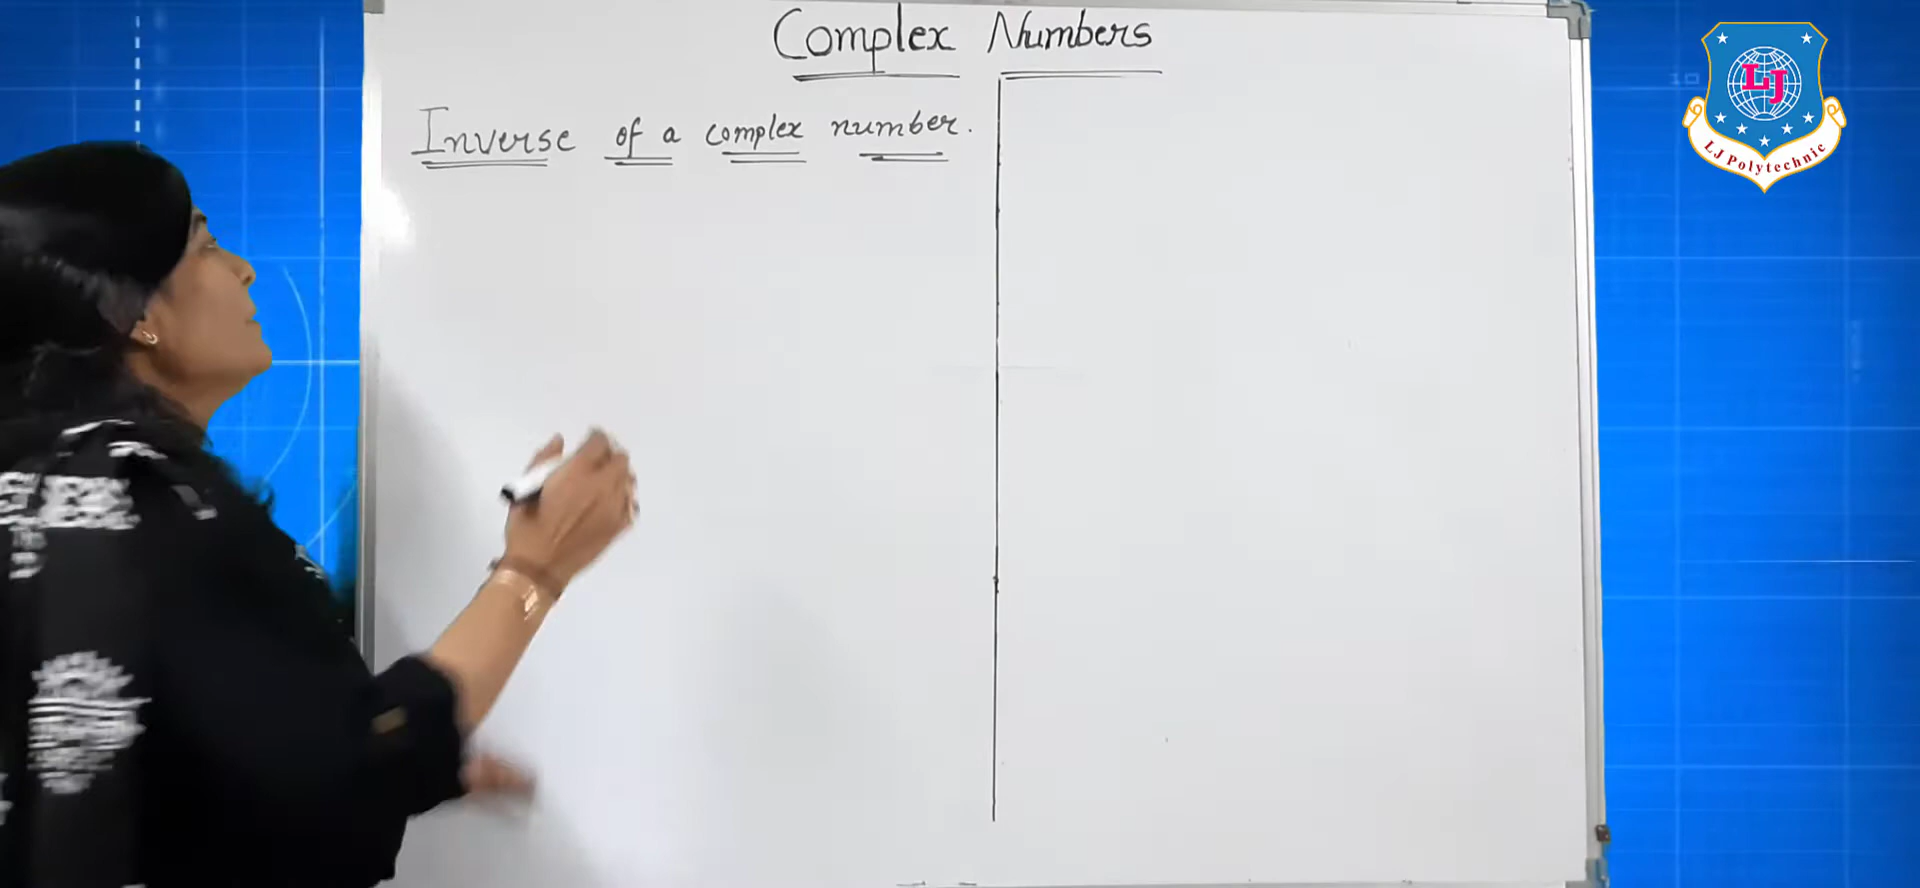 Complex Numbers
Inverse of a complex number.
LJ
LJ Polytechnic